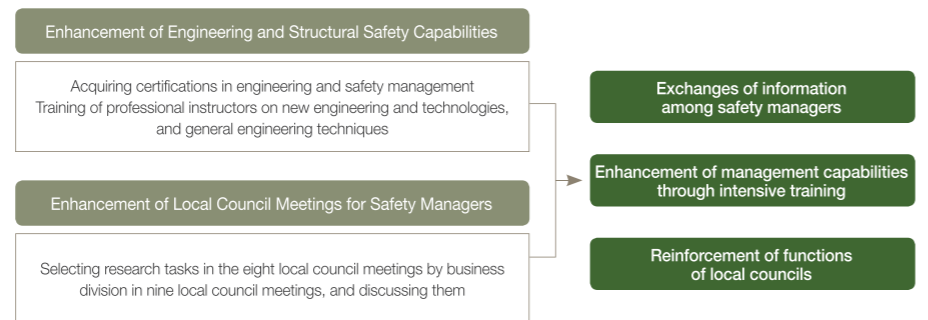 Enhancement of Engineering and Structural Safety Capabilities
Acquiring certifications in engineering and safety management
Training of professional instructors on new engineering and technologies,
and general engineering techniques
Enhancement of Local Council Meetings for Safety Managers
Selecting research tasks in the eight local council meetings by business
division in nine local council meetings, and discussing them
Exchanges of information
among safety managers
Enhancement of management capabilities
through intensive training
Reinforcement of functions
of local councils